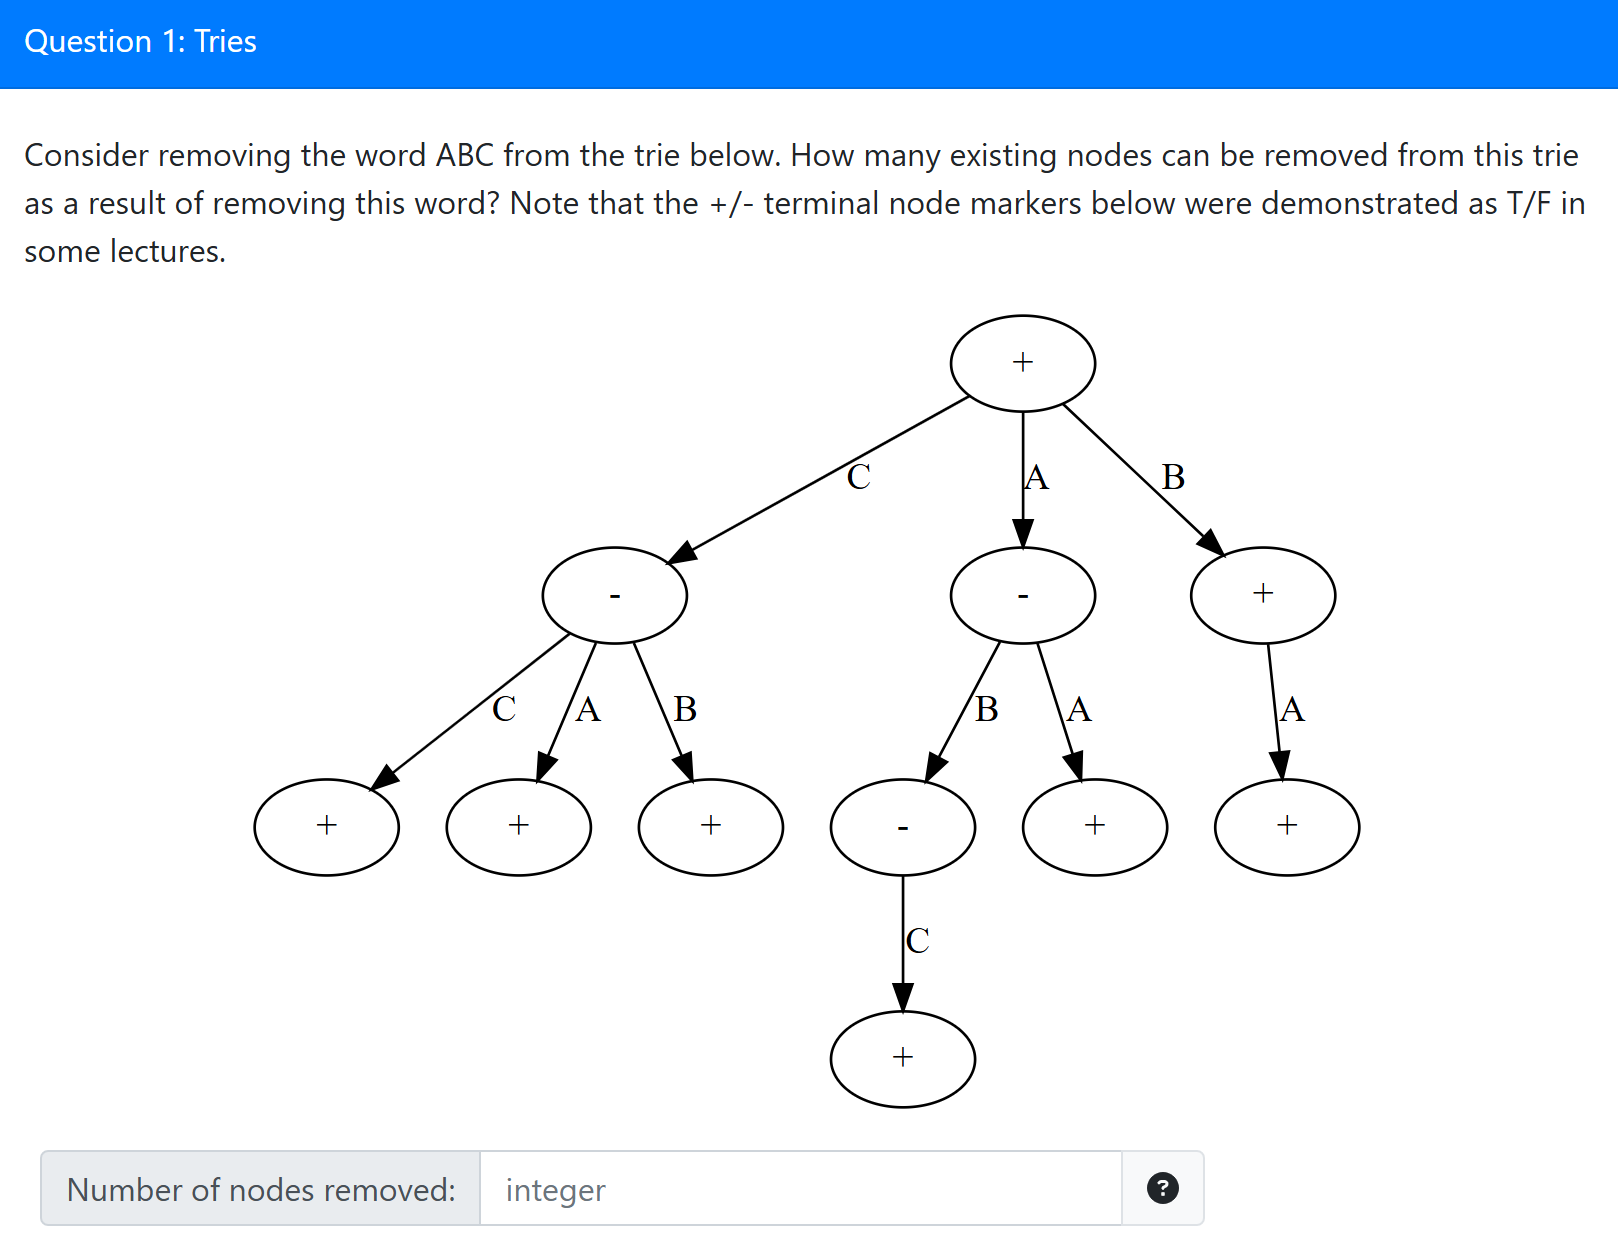 Question 1: Tries
Consider removing the word ABC from the trie below. How many existing nodes can be removed from this trie
as a result of removing this word? Note that the +/- terminal node markers below were demonstrated as T/F in
some lectures.
+
C A B
- - +
C A B B A A
+ + + - + +
C
+
Number of nodes removed: integer ?